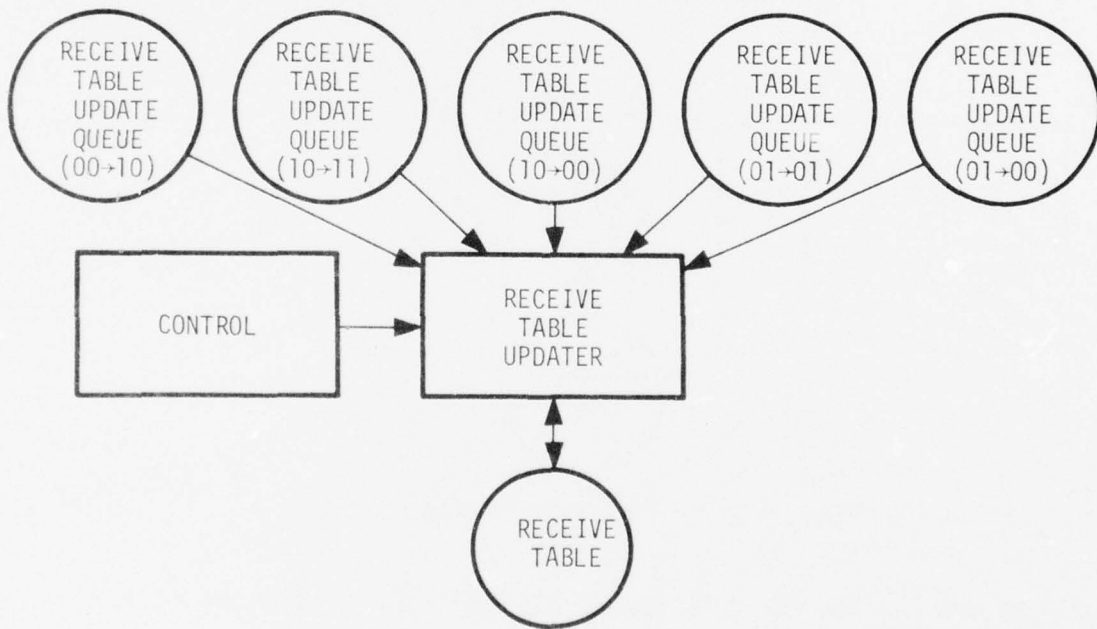 RECEIVE
TABLE
UPDATE
QUEUE
(00→10)
RECEIVE
TABLE
UPDATE
QUEUE
(10→11)
RECEIVE
TABLE
UPDATE
QUEUE
(10→00)
RECEIVE
TABLE
UPDATE
QUEUE
(01→01)
RECEIVE
TABLE
UPDATE
QUEUE
(01→00)
CONTROL
RECEIVE
TABLE
UPDATER
RECEIVE
TABLE